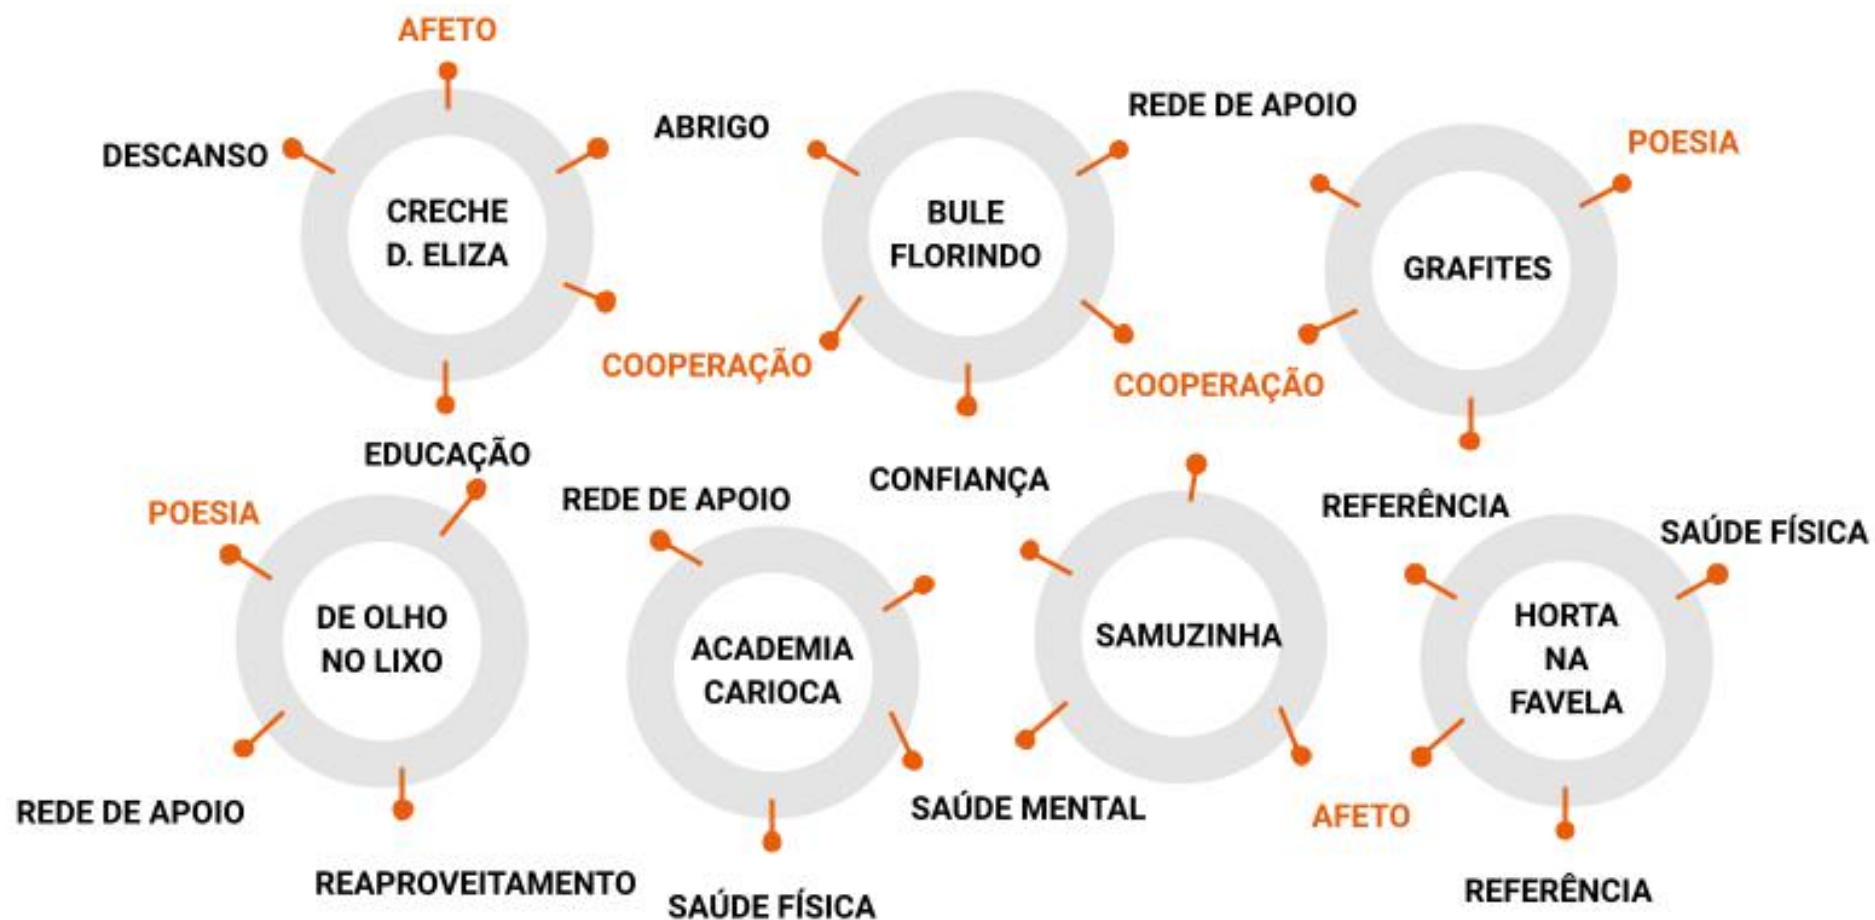 AFETO
DESCANSO
ABRIGO
REDE DE APOIO
POESIA
CRECHE
D. ELIZA
BULE
FLORINDO
GRAFITES
COOPERAÇÃO
COOPERAÇÃO
EDUCAÇÃO
POESIA
REDE DE APOIO
CONFIANÇA
REFERÊNCIA
SAÚDE FÍSICA
DE OLHO
NO LIXO
ACADEMIA
CARIOCA
SAMUZINHA
HORTA
NA
FAVELA
REDE DE APOIO
SAÚDE MENTAL
AFETO
REAPROVEITAMENTO
SAÚDE FÍSICA
REFERÊNCIA